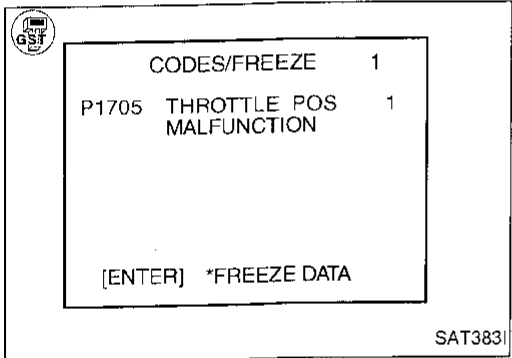 GST
CODES/FREEZE 1
P1705 THROTTLE POS 1
MALFUNCTION
[ENTER] *FREEZE DATA
SAT383I